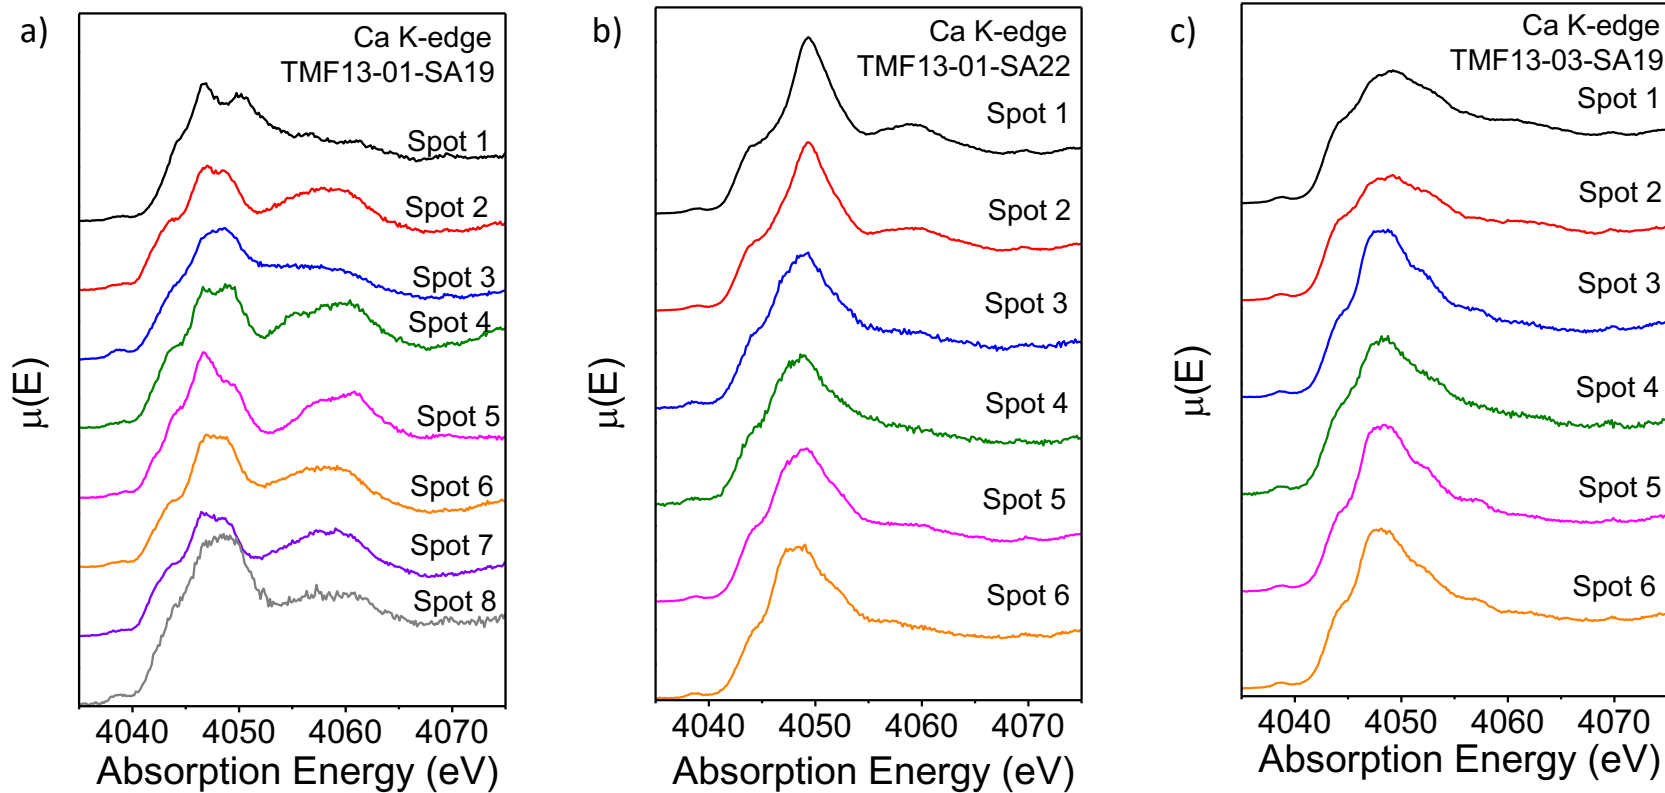 a)
Ca K-edge
TMF13-01-SA19
Spot 1
Spot 2
Spot 3
Spot 4
Spot 5
Spot 6
Spot 7
Spot 8
μ(E)
4040 4050 4060 4070
Absorption Energy (eV)
b)
Ca K-edge
TMF13-01-SA22
Spot 1
Spot 2
Spot 3
Spot 4
Spot 5
Spot 6
μ(E)
4040 4050 4060 4070
Absorption Energy (eV)
c)
Ca K-edge
TMF13-03-SA19
Spot 1
Spot 2
Spot 3
Spot 4
Spot 5
Spot 6
μ(E)
4040 4050 4060 4070
Absorption Energy (eV)